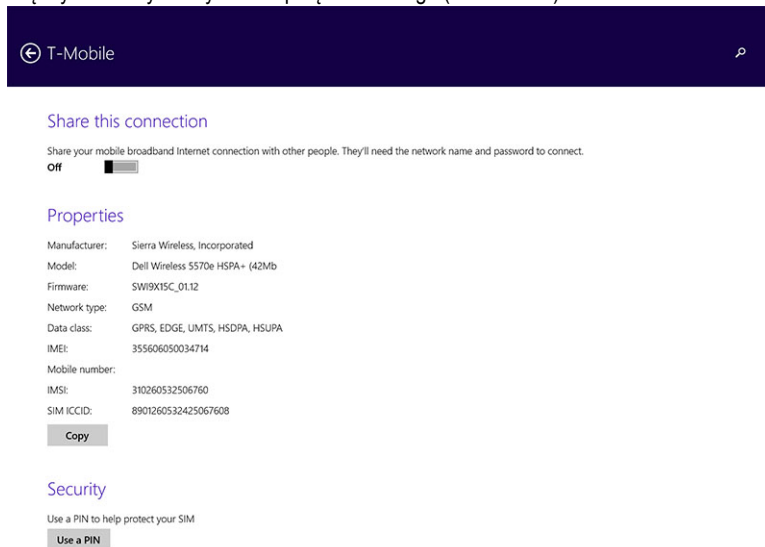 T-Mobile
Share this connection
Share your mobile broadband Internet connection with other people. They'll need the network name and password to connect.
Off
Properties
Manufacturer: Sierra Wireless, Incorporated
Model: Dell Wireless 5570e HSPA+ (42Mb
Firmware: SWI9X15C_01.12
Network type: GSM
Data class: GPRS, EDGE, UMTS, HSDPA, HSUPA
IMEI: 355606050034714
Mobile number:
IMSI: 310260532506760
SIM ICCID: 8901260532425067608
Copy
Security
Use a PIN to help protect your SIM
Use a PIN